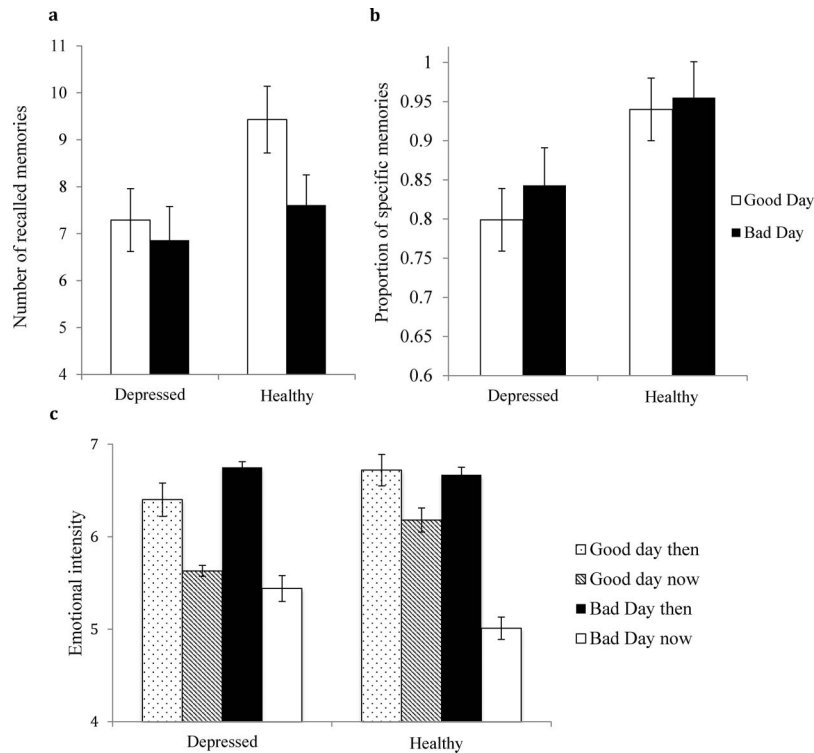 a
Number of recalled memories
11
10
9
8
7
6
5
4
Depressed
Healthy
b
Proportion of specific memories
1
0.95
0.9
0.85
0.8
0.75
0.7
0.65
0.6
Depressed
Healthy
Good Day
Bad Day
c
Emotional intensity
7
6
5
4
Depressed
Healthy
Good day then
Good day now
Bad Day then
Bad Day now